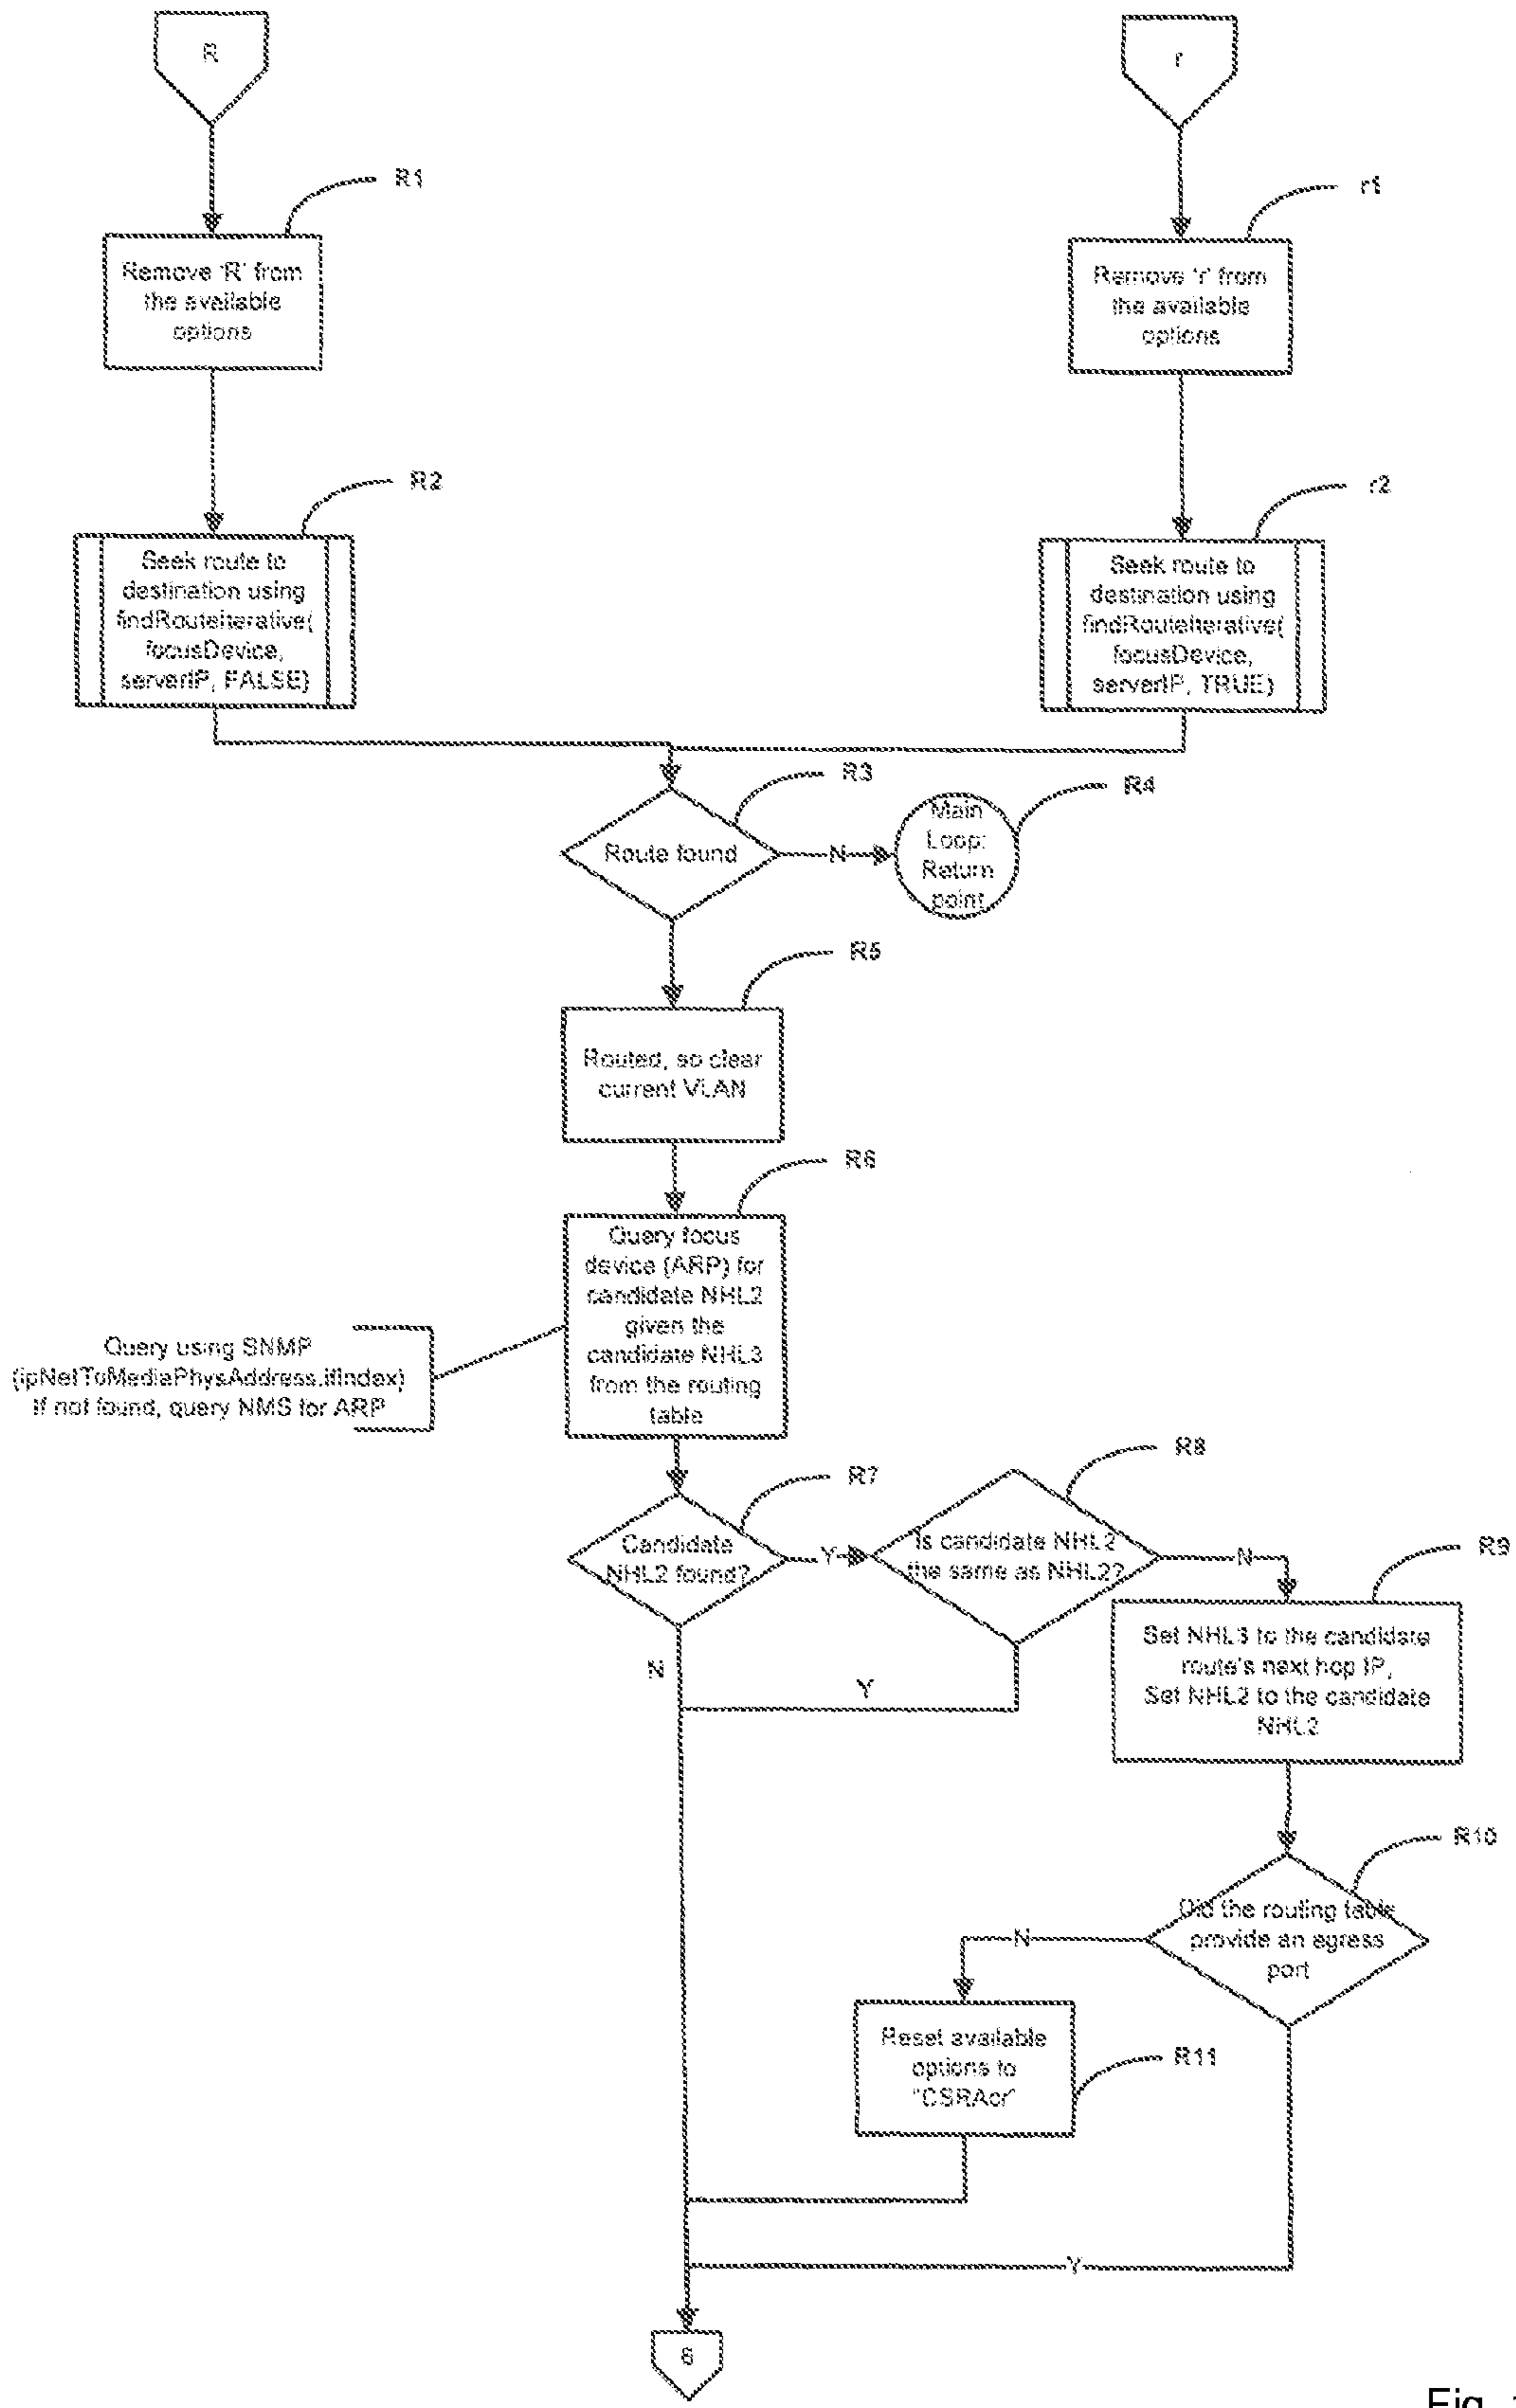 R
r
R1
r1
Remove 'R' from
the available
options
Remove 'r' from
the available
options
R2
r2
Seek route to
destination using
findRouteIterative(
focusDevice,
serverIP, FALSE)
Seek route to
destination using
findRouteIterative(
focusDevice,
serverIP, TRUE)
R3
R4
Route found
N
Main
Loop:
Return
point
R5
Routed, so clear
current VLAN
R6
Query focus
device (ARP) for
candidate NHL2
given the
candidate NHL3
from the routing
table
Query using SNMP
(ipNetToMediaPhysAddress.ifIndex)
If not found, query NMS for ARP
R7
R8
Candidate
NHL2 found?
Y
Is candidate NHL2
the same as NHL2?
N
R9
N
Y
Set NHL3 to the candidate
route's next hop IP,
Set NHL2 to the candidate
NHL2
R10
Did the routing table
provide an egress
port
N
Reset available
options to
"CSRAcr"
R11
Y
6
Fig.